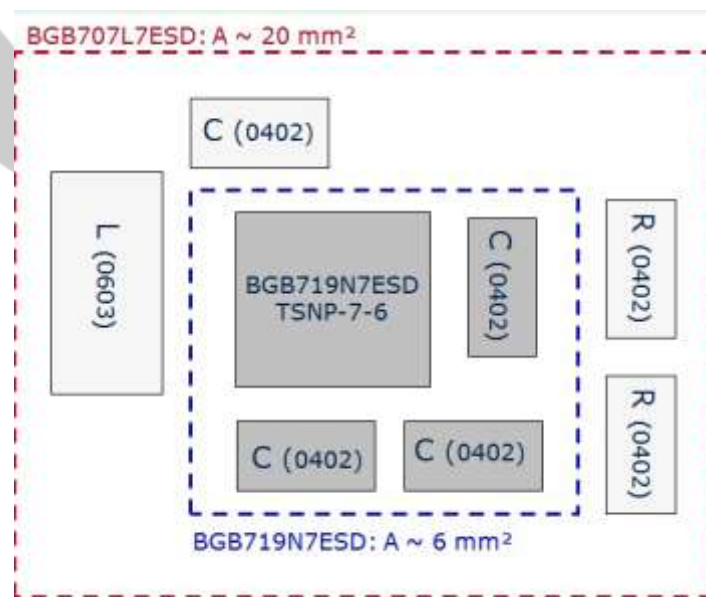 BGB707L7ESD: A ~ 20 mm²
C (0402)
L (0603)
BGB719N7ESD
TSNP-7-6
C (0402)
R (0402)
R (0402)
C (0402)
C (0402)
BGB719N7ESD: A ~ 6 mm²